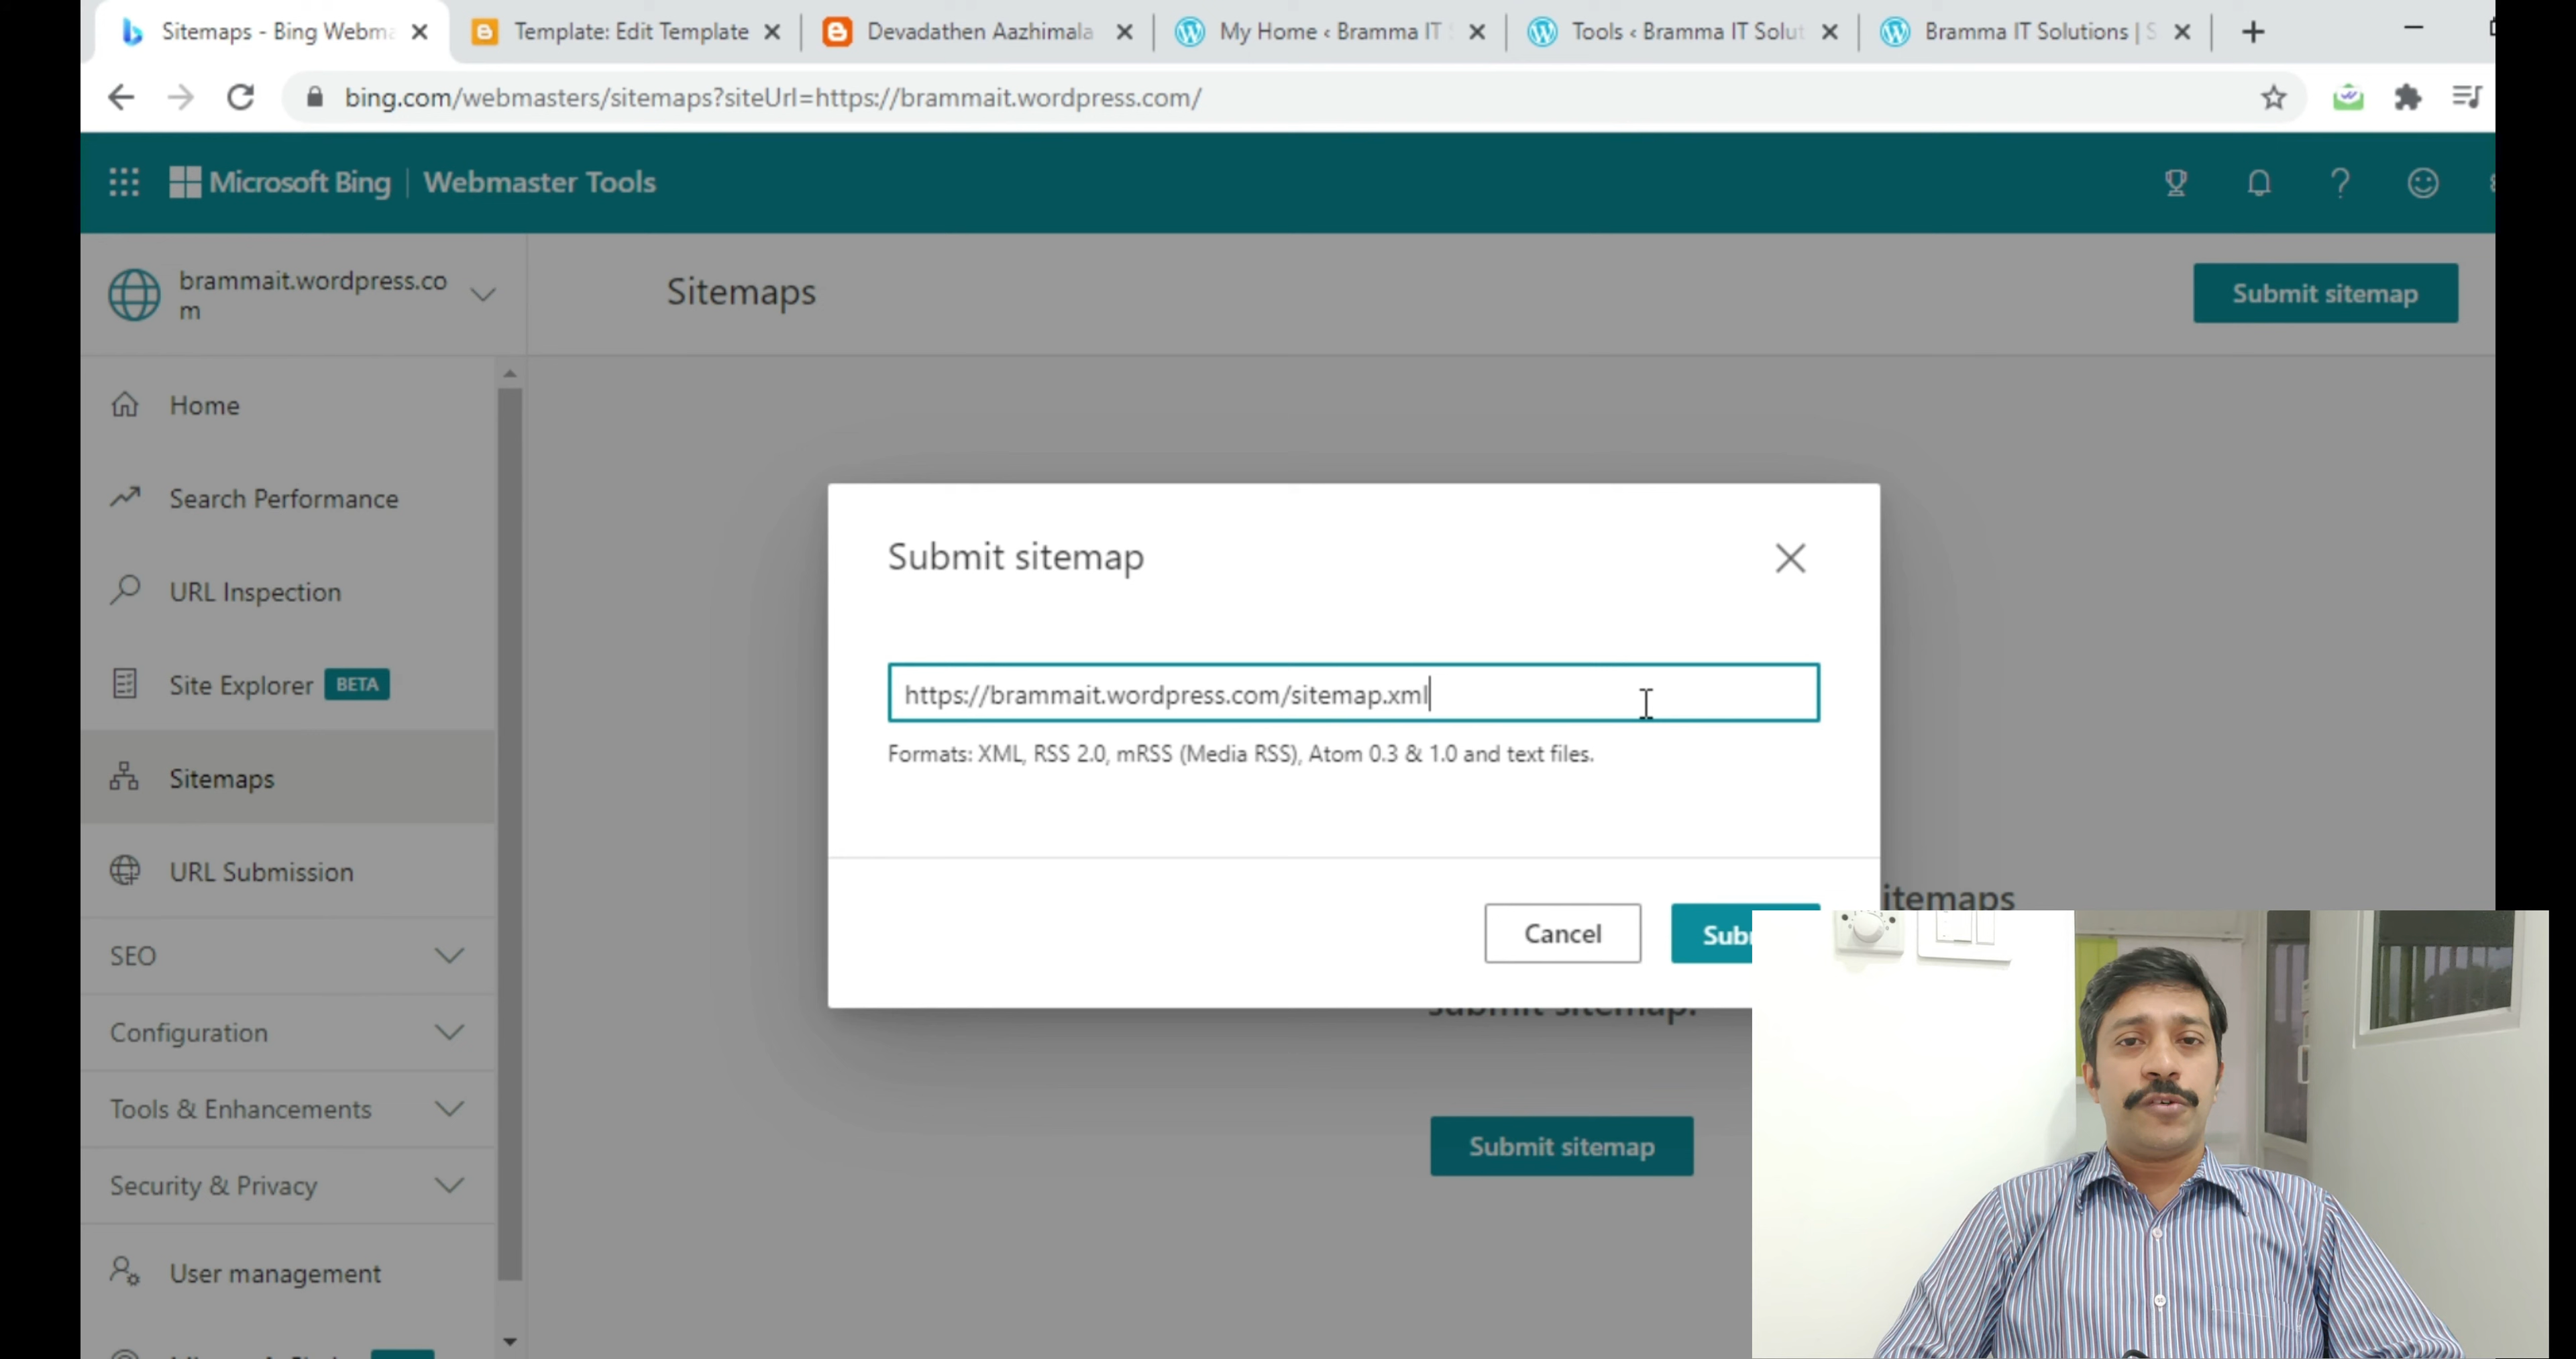 Sitemaps - Bing Webma
Template: Edit Template
Devadathen Aazhimala
My Home ‹ Bramma IT S
Tools ‹ Bramma IT Solut
Bramma IT Solutions | S
bing.com/webmasters/sitemaps?siteUrl=https://brammait.wordpress.com/
Microsoft Bing | Webmaster Tools
brammait.wordpress.co
m
Sitemaps
Submit sitemap
Home
Search Performance
URL Inspection
Site Explorer BETA
Sitemaps
URL Submission
SEO
Configuration
Tools & Enhancements
Security & Privacy
User management
Submit sitemap
https://brammait.wordpress.com/sitemap.xml
Formats: XML, RSS 2.0, mRSS (Media RSS), Atom 0.3 & 1.0 and text files.
Cancel
Sub
itemaps
submit sitemap.
Submit sitemap